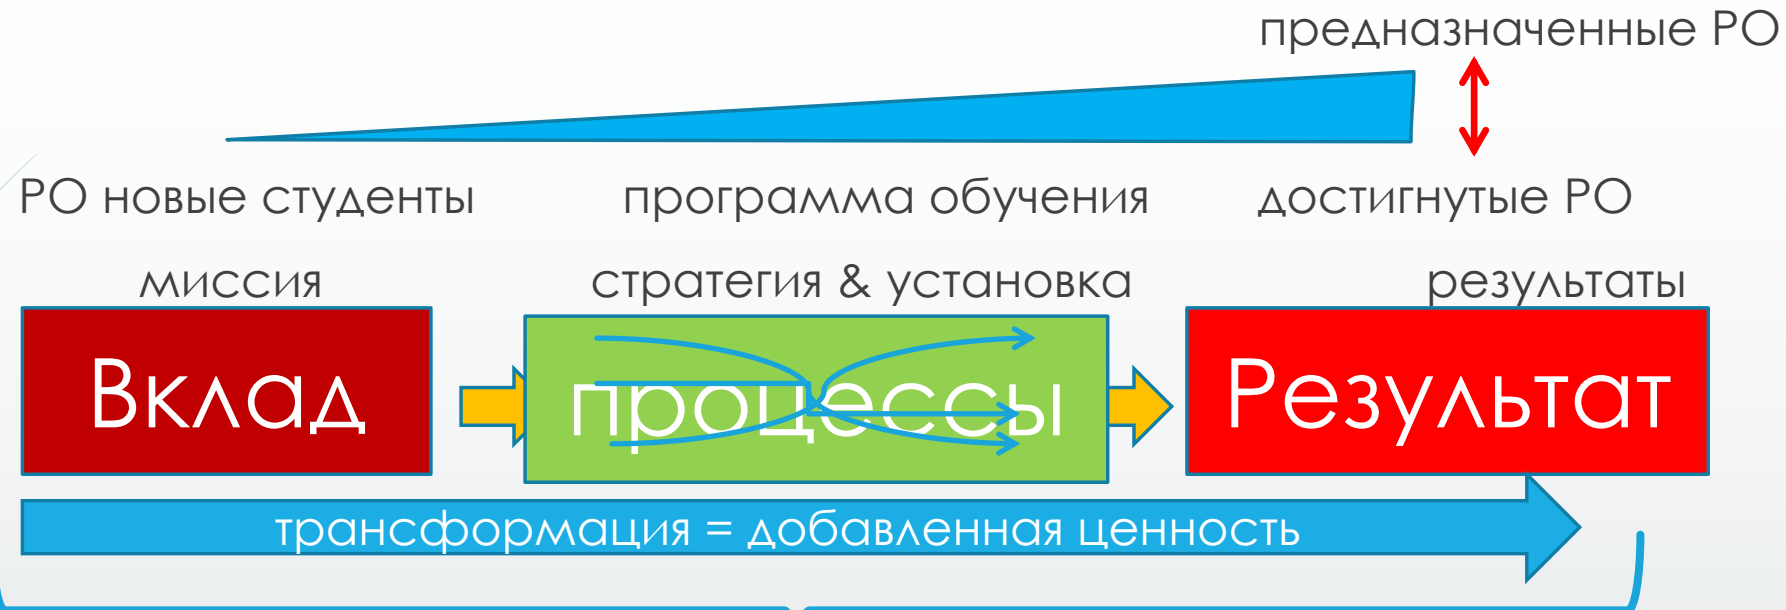 предназначенные РО
РО новые студенты
программа обучения
достигнутые РО
миссия
стратегия & установка
результаты
Вклад
процессы
Результат
трансформация = добавленная ценность